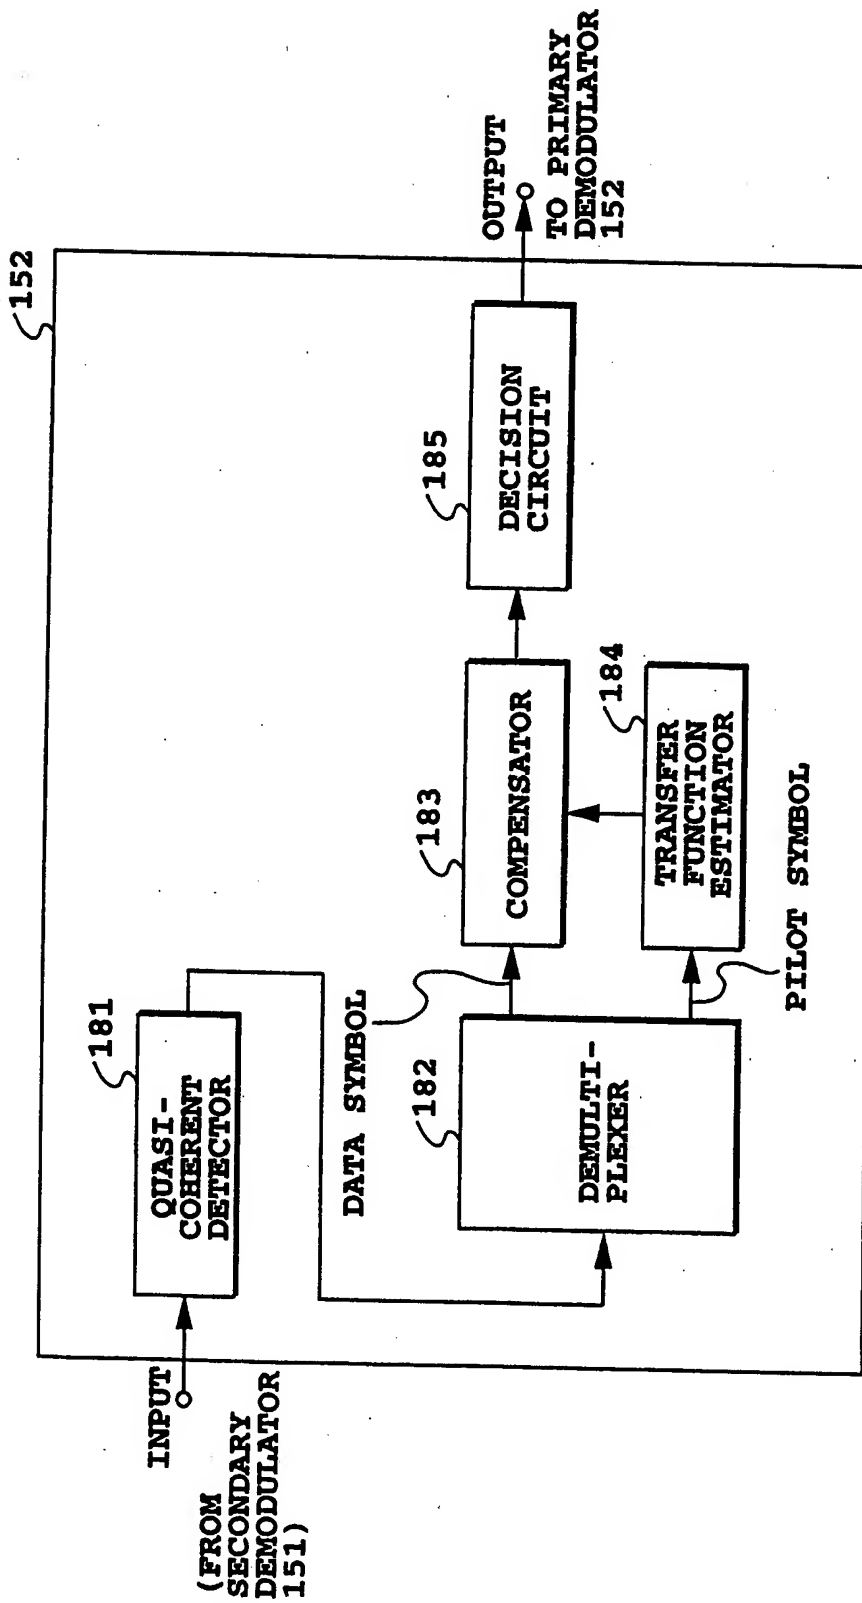 152
INPUT
(FROM
SECONDARY
DEMODULATOR
151)
181
QUASI-
COHERENT
DETECTOR
DATA SYMBOL
182
DEMULTI-
PLEXER
183
COMPENSATOR
184
TRANSFER
FUNCTION
ESTIMATOR
PILOT SYMBOL
185
DECISION
CIRCUIT
OUTPUT
TO PRIMARY
DEMODULATOR
152